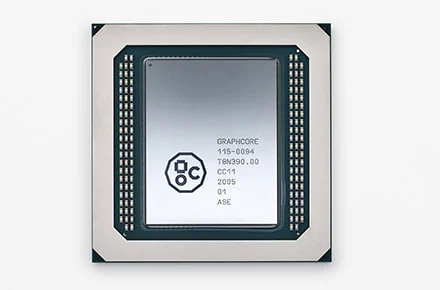 GRAPHCORE
115-0094
T8N390.00
CC11
2005
01
ASE